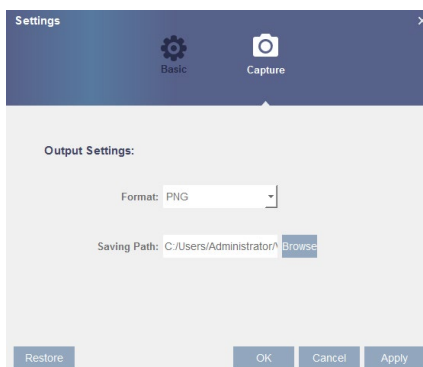 Settings
Basic
Capture
Output Settings:
Format: PNG
Saving Path: C:/Users/Administrator/ Browse
Restore
OK Cancel Apply